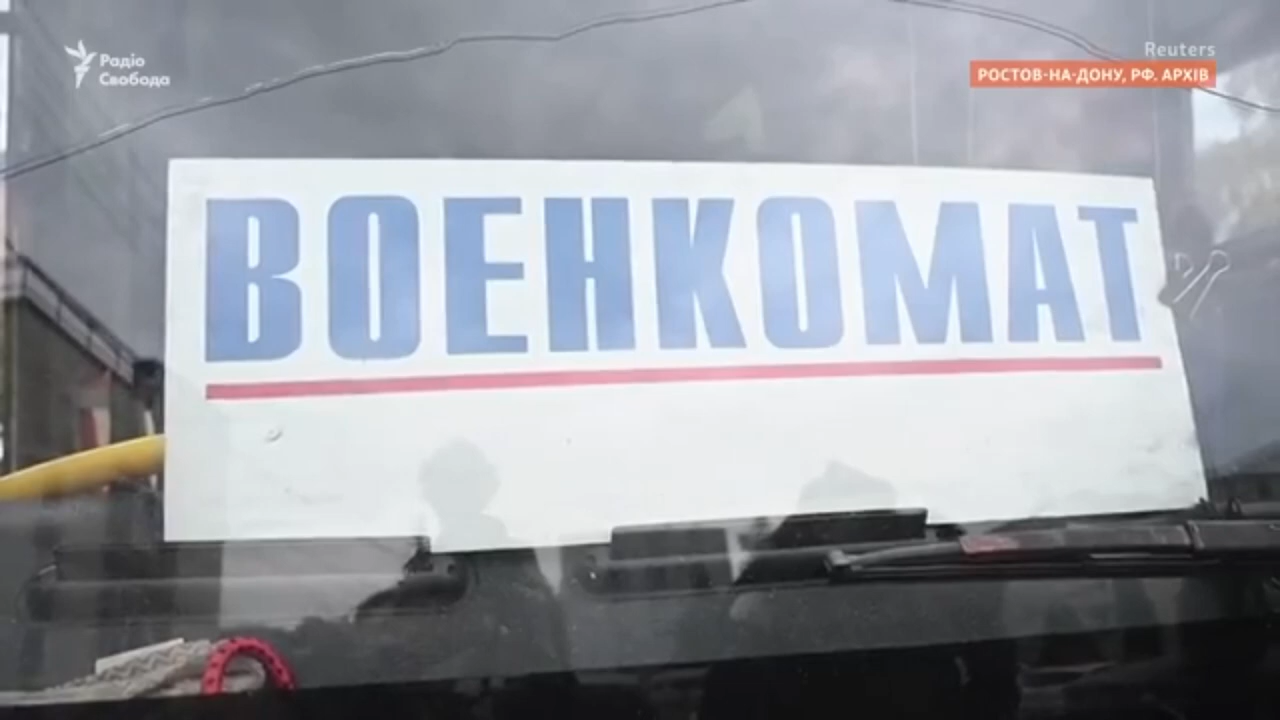 Радіо
Свобода
Reuters
РОСТОВ-НА-ДОНУ, РФ. АРХІВ
ВОЕНКОМАТ